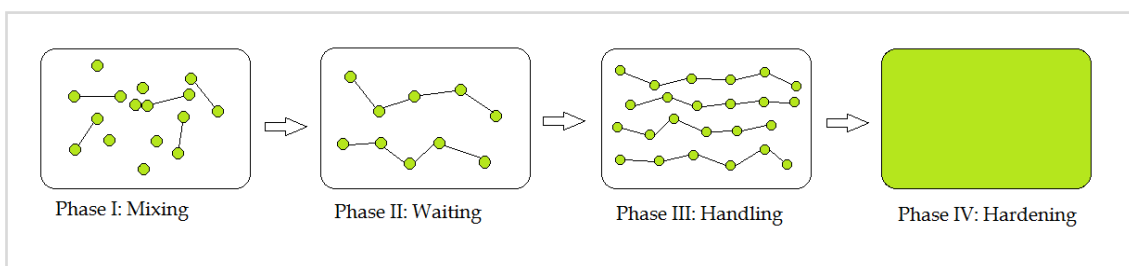 Phase I: Mixing
Phase II: Waiting
Phase III: Handling
Phase IV: Hardening